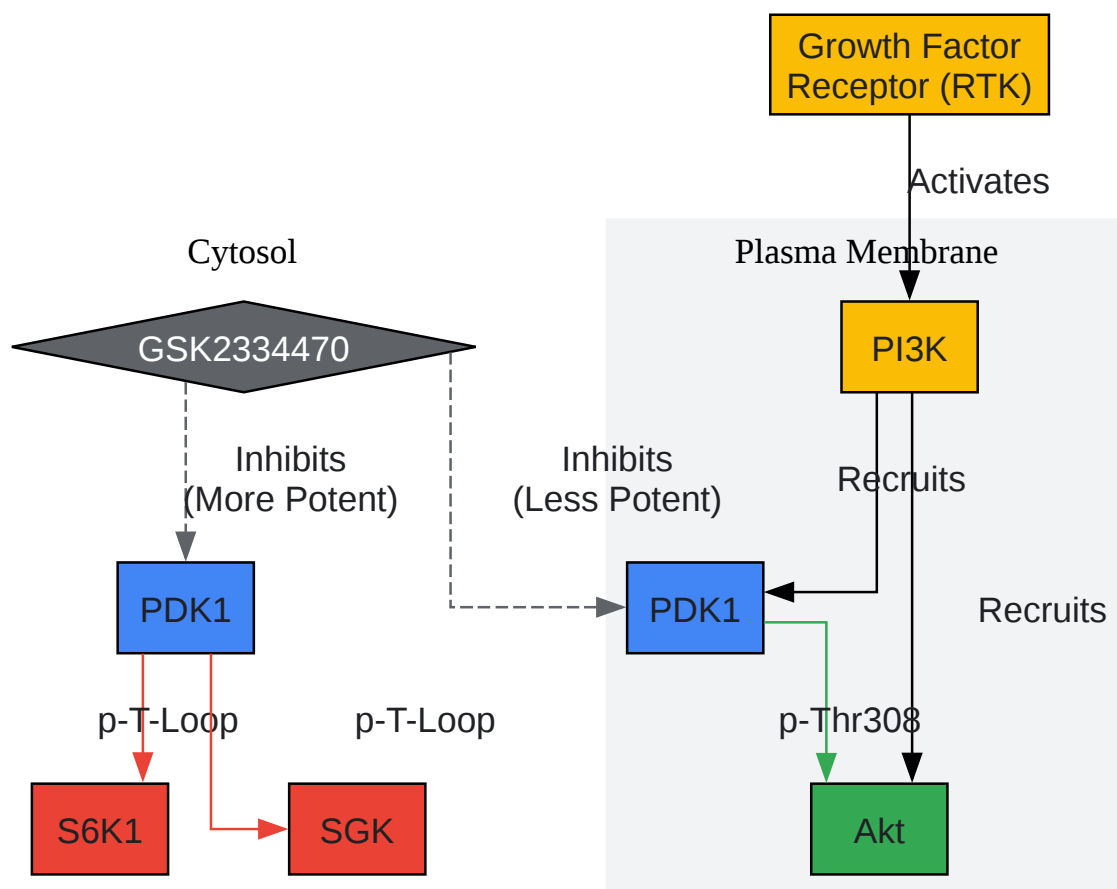 Growth Factor
Receptor (RTK)
Activates
Cytosol
Plasma Membrane
GSK2334470
PI3K
Inhibits
(More Potent)
Inhibits
(Less Potent)
Recruits
PDK1
PDK1
Recruits
p-T-Loop
p-T-Loop
p-Thr308
S6K1
SGK
Akt